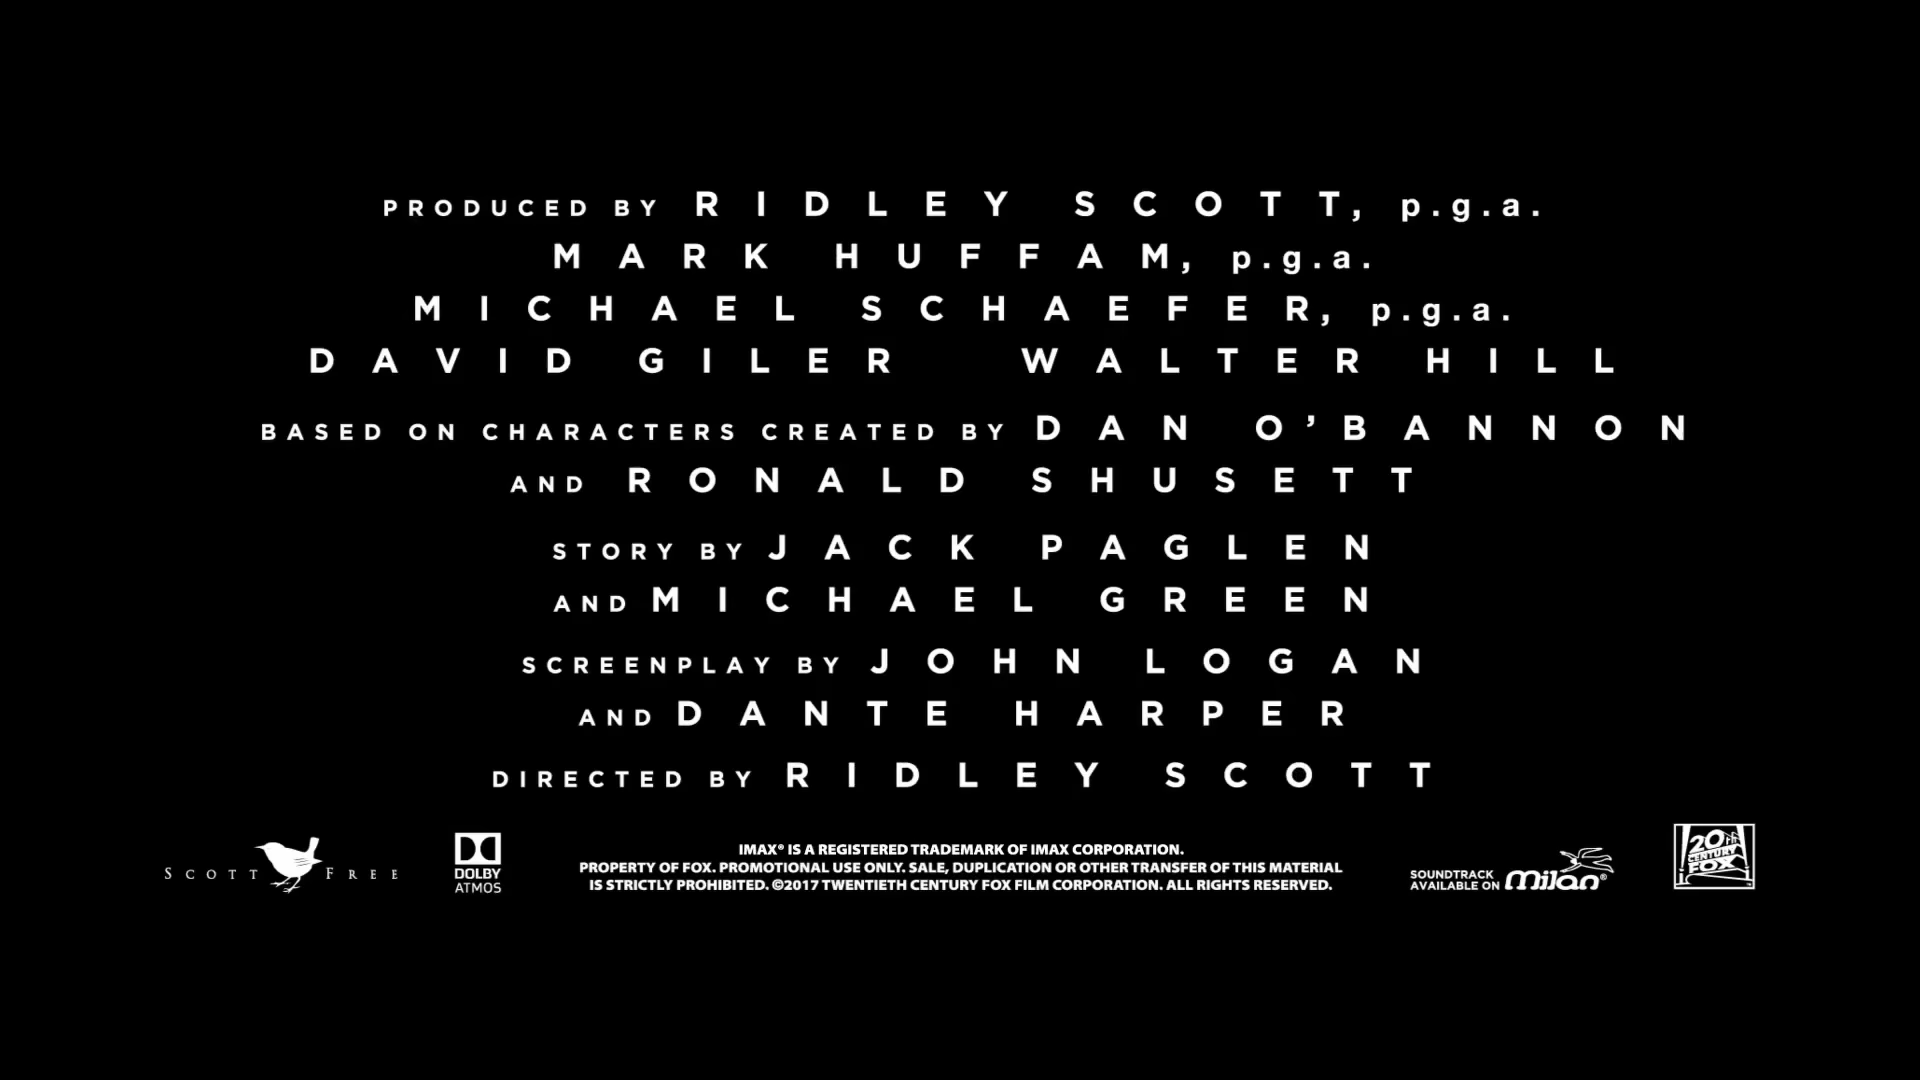 PRODUCED BY RIDLEY SCOTT, p.g.a.
MARK HUFFAM, p.g.a.
MICHAEL SCHAEFER, p.g.a.
DAVID GILER WALTER HILL
BASED ON CHARACTERS CREATED BY DAN O’BANNON
AND RONALD SHUSETT
STORY BY JACK PAGLEN
AND MICHAEL GREEN
SCREENPLAY BY JOHN LOGAN
AND DANTE HARPER
DIRECTED BY RIDLEY SCOTT
SCOTT FREE
DOLBY
ATMOS
IMAX® IS A REGISTERED TRADEMARK OF IMAX CORPORATION.
PROPERTY OF FOX. PROMOTIONAL USE ONLY. SALE, DUPLICATION OR OTHER TRANSFER OF THIS MATERIAL
IS STRICTLY PROHIBITED. ©2017 TWENTIETH CENTURY FOX FILM CORPORATION. ALL RIGHTS RESERVED.
SOUNDTRACK
AVAILABLE ON milan®
20th
CENTURY
FOX